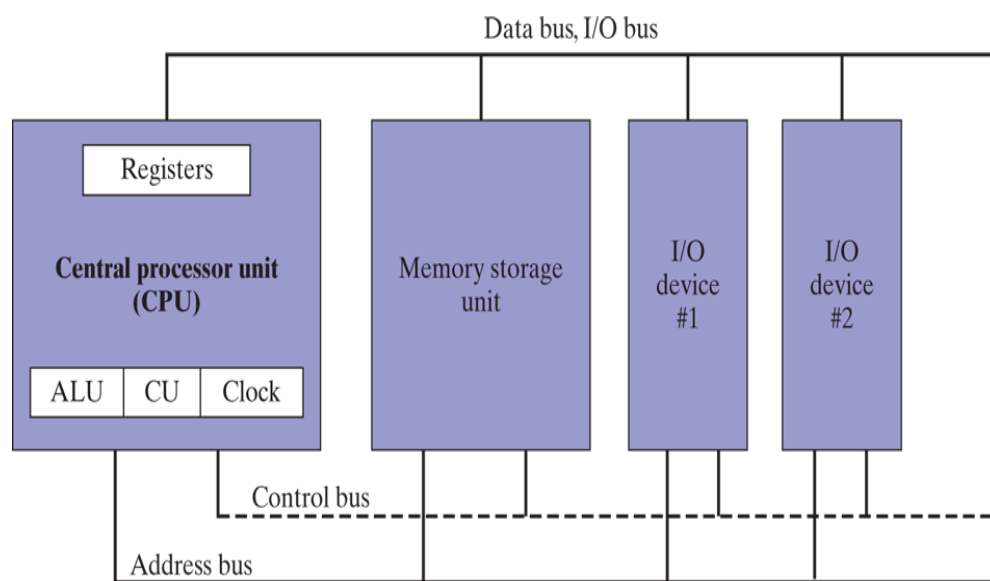 Data bus, I/O bus
Registers
Central processor unit
(CPU)
ALU
CU
Clock
Memory storage
unit
I/O
device
#1
I/O
device
#2
Control bus
Address bus